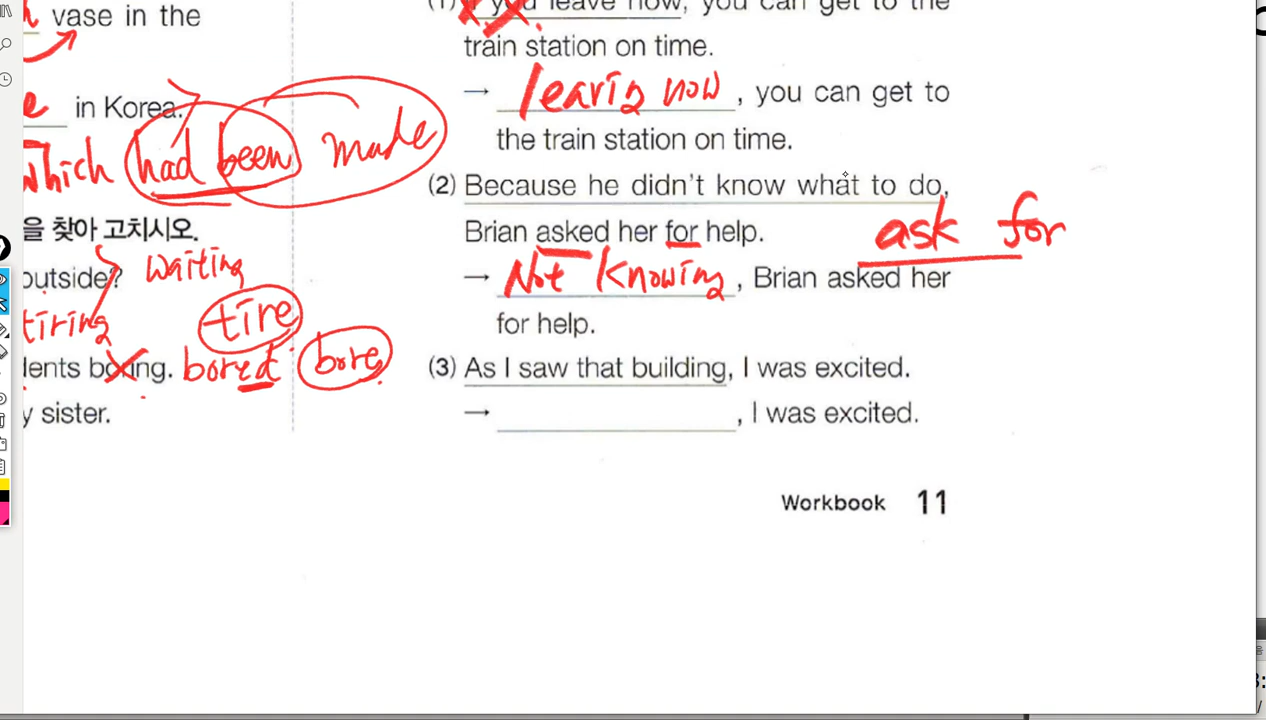 vase in the
in Korea.
which had been made
을 찾아 고치시오.
outside? waiting
tiring tire
dents boring. bored bore
y sister.
(1) If you leave now, you can get to the
train station on time.
→ leaving now, you can get to
the train station on time.
(2) Because he didn't know what to do,
Brian asked her for help. ask for
→ Not knowing, Brian asked her
for help.
(3) As I saw that building, I was excited.
→ , I was excited.
Workbook 11